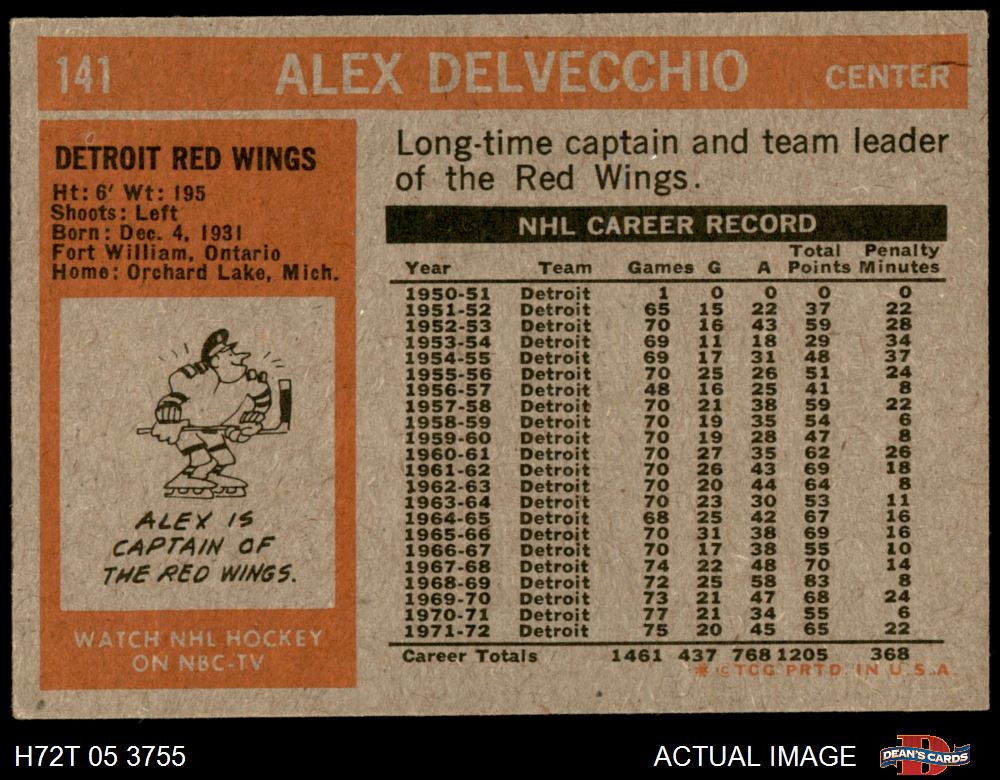 141 ALEX DELVECCHIO CENTER
DETROIT RED WINGS
Ht: 6' Wt: 195
Shoots: Left
Born: Dec. 4, 1931
Fort William, Ontario
Home: Orchard Lake, Mich.
ALEX IS
CAPTAIN OF
THE RED WINGS.
WATCH NHL HOCKEY
ON NBC-TV
Long-time captain and team leader
of the Red Wings.
NHL CAREER RECORD
Total Penalty
Year Team Games G A Points Minutes
1950-51 Detroit 1 0 0 0 0
1951-52 Detroit 65 15 22 37 22
1952-53 Detroit 70 16 43 59 28
1953-54 Detroit 69 11 18 29 34
1954-55 Detroit 69 17 31 48 37
1955-56 Detroit 70 25 26 51 24
1956-57 Detroit 48 16 25 41 8
1957-58 Detroit 70 21 38 59 22
1958-59 Detroit 70 19 35 54 6
1959-60 Detroit 70 19 28 47 8
1960-61 Detroit 70 27 35 62 26
1961-62 Detroit 70 26 43 69 18
1962-63 Detroit 70 20 44 64 8
1963-64 Detroit 70 23 30 53 11
1964-65 Detroit 68 25 42 67 16
1965-66 Detroit 70 31 38 69 16
1966-67 Detroit 70 17 38 55 10
1967-68 Detroit 74 22 48 70 14
1968-69 Detroit 72 25 58 83 8
1969-70 Detroit 73 21 47 68 24
1970-71 Detroit 77 21 34 55 6
1971-72 Detroit 75 20 45 65 22
Career Totals 1461 437 768 1205 368
* © TCG PRTD. IN U.S.A.
H72T 05 3755 ACTUAL IMAGE DEAN'S CARDS